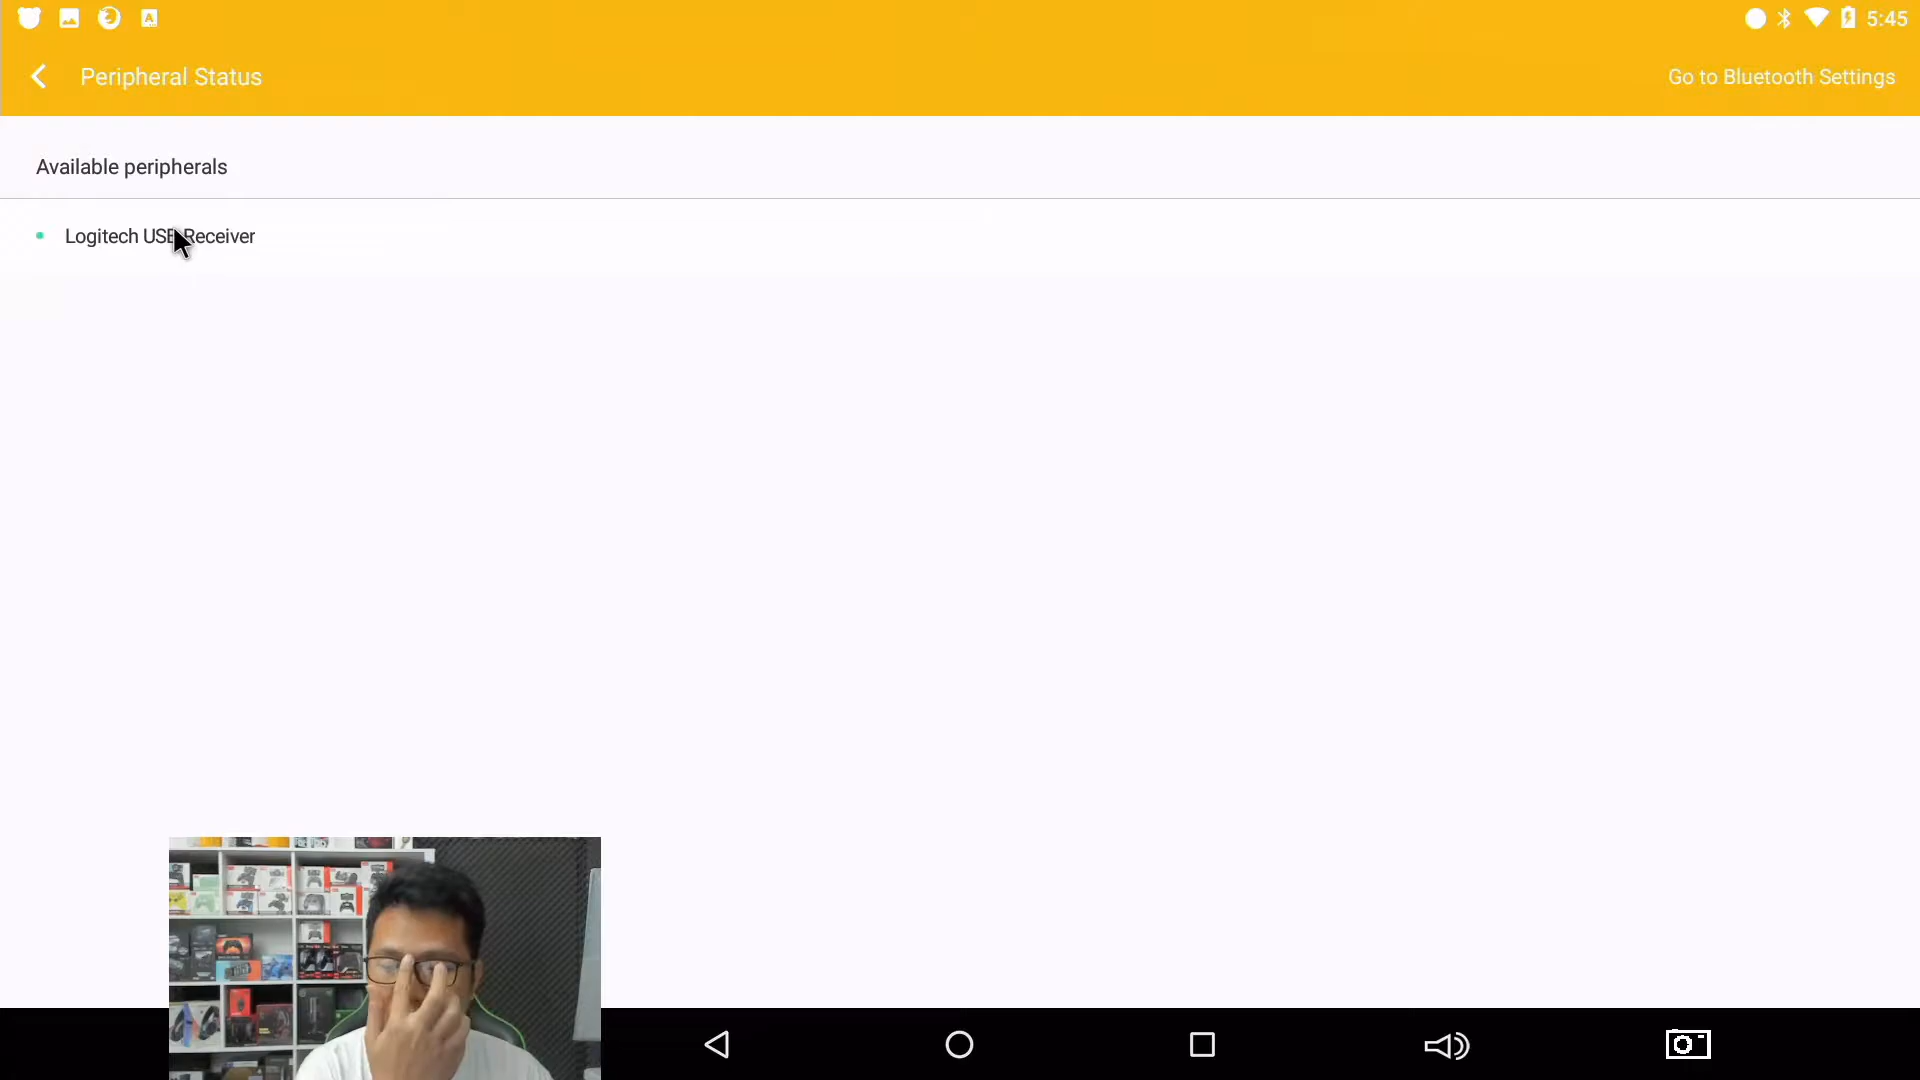 5:45
Peripheral Status
Go to Bluetooth Settings
Available peripherals
Logitech USB Receiver